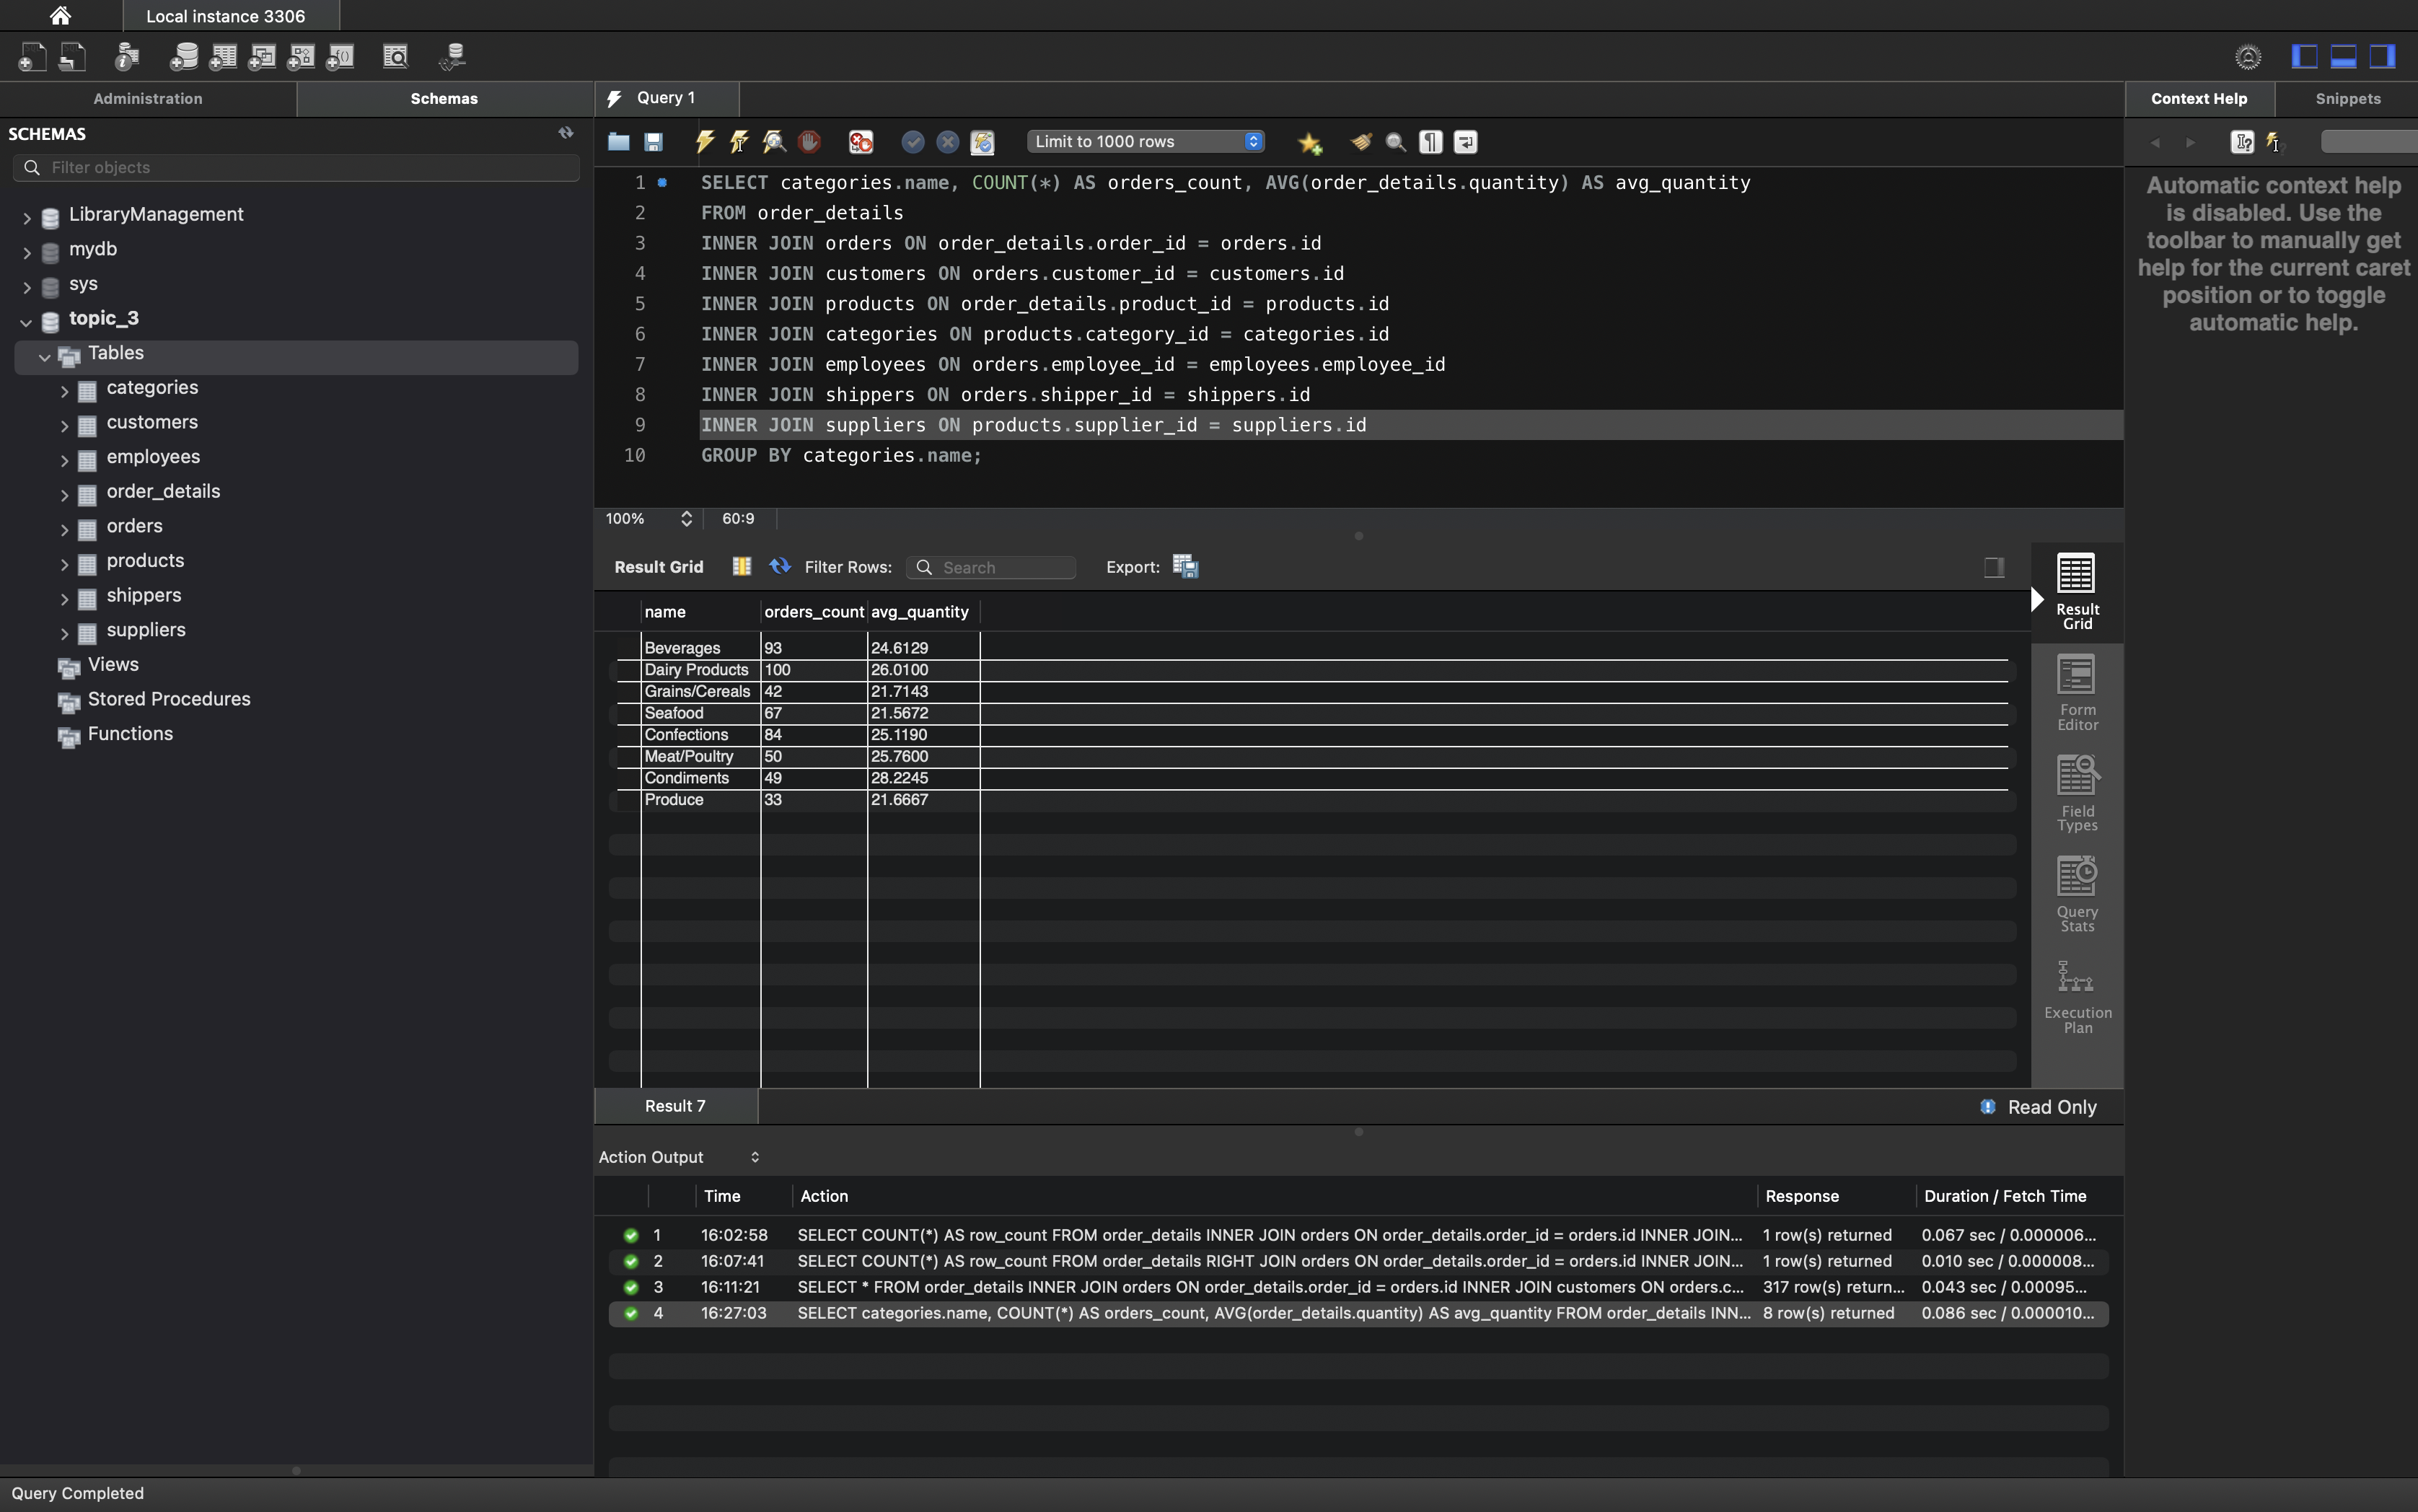 Local instance 3306
Administration
Schemas
Query 1
Context Help
Snippets
SCHEMAS
Filter objects
LibraryManagement
mydb
sys
topic_3
Tables
categories
customers
employees
order_details
orders
products
shippers
suppliers
Views
Stored Procedures
Functions
Limit to 1000 rows
1 SELECT categories.name, COUNT(*) AS orders_count, AVG(order_details.quantity) AS avg_quantity
2 FROM order_details
3 INNER JOIN orders ON order_details.order_id = orders.id
4 INNER JOIN customers ON orders.customer_id = customers.id
5 INNER JOIN products ON order_details.product_id = products.id
6 INNER JOIN categories ON products.category_id = categories.id
7 INNER JOIN employees ON orders.employee_id = employees.employee_id
8 INNER JOIN shippers ON orders.shipper_id = shippers.id
9 INNER JOIN suppliers ON products.supplier_id = suppliers.id
10 GROUP BY categories.name;
Automatic context help
is disabled. Use the
toolbar to manually get
help for the current caret
position or to toggle
automatic help.
100% 60:9
Result Grid Filter Rows: Search Export:
name orders_count avg_quantity
Beverages 93 24.6129
Dairy Products 100 26.0100
Grains/Cereals 42 21.7143
Seafood 67 21.5672
Confections 84 25.1190
Meat/Poultry 50 25.7600
Condiments 49 28.2245
Produce 33 21.6667
Result
Grid
Form
Editor
Field
Types
Query
Stats
Execution
Plan
Result 7
Read Only
Action Output
Time Action Response Duration / Fetch Time
1 16:02:58 SELECT COUNT(*) AS row_count FROM order_details INNER JOIN orders ON order_details.order_id = orders.id INNER JOIN... 1 row(s) returned 0.067 sec / 0.000006...
2 16:07:41 SELECT COUNT(*) AS row_count FROM order_details RIGHT JOIN orders ON order_details.order_id = orders.id INNER JOIN... 1 row(s) returned 0.010 sec / 0.000008...
3 16:11:21 SELECT * FROM order_details INNER JOIN orders ON order_details.order_id = orders.id INNER JOIN customers ON orders.c... 317 row(s) return... 0.043 sec / 0.00095...
4 16:27:03 SELECT categories.name, COUNT(*) AS orders_count, AVG(order_details.quantity) AS avg_quantity FROM order_details INN... 8 row(s) returned 0.086 sec / 0.000010...
Query Completed